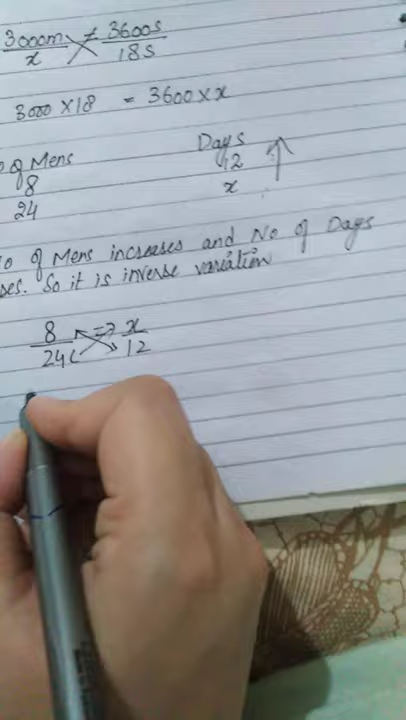 3000m / x = 3600s / 18s
3000 × 18 = 3600 × x
of Mens Days
8 12
24 x
No of Mens increases and No of Days
ses. So it is inverse variation
8 / 24 => x / 12